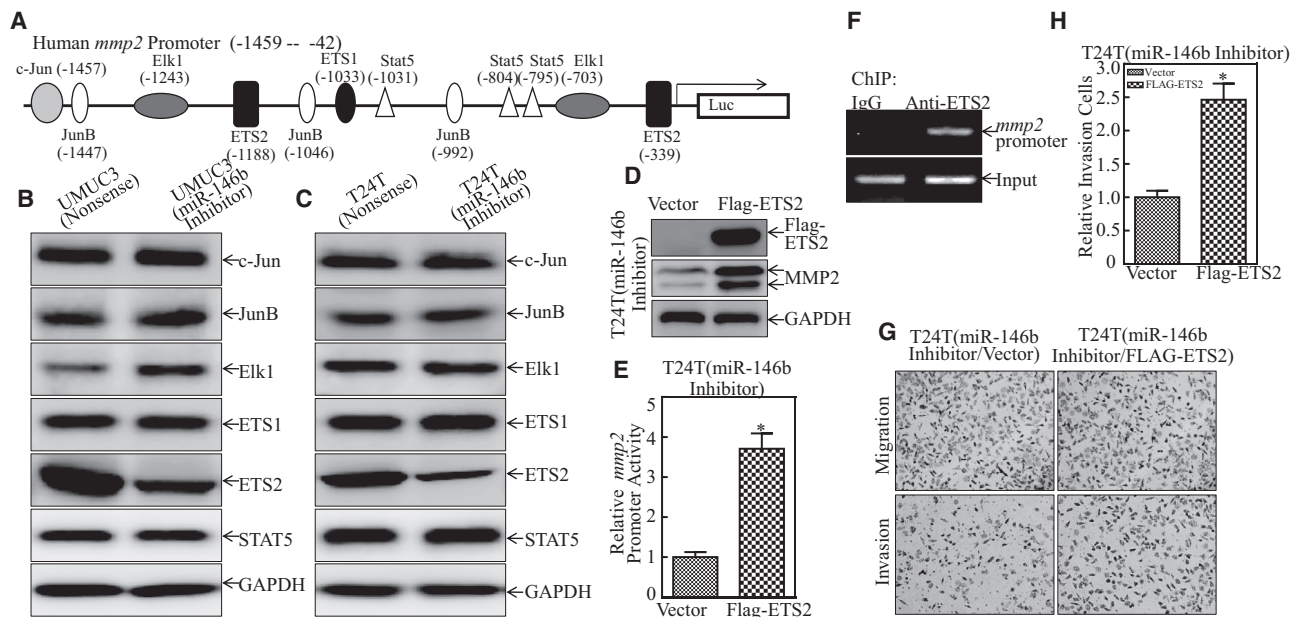 A
Human mmp2 Promoter (-1459 -- -42)
c-Jun (-1457)
Elk1
(-1243)
ETS1
(-1033)
Stat5
(-1031)
Stat5
(-804)
Stat5
(-795)
Elk1
(-703)
Luc
JunB
(-1447)
ETS2
(-1188)
JunB
(-1046)
JunB
(-992)
ETS2
(-339)
B
UMUC3
(Nonsense)
UMUC3
(miR-146b
Inhibitor)
c-Jun
JunB
Elk1
ETS1
ETS2
STAT5
GAPDH
C
T24T
(Nonsense)
T24T
(miR-146b
Inhibitor)
c-Jun
JunB
Elk1
ETS1
ETS2
STAT5
GAPDH
D
Vector Flag-ETS2
T24T(miR-146b
Inhibitor)
Flag-
ETS2
MMP2
GAPDH
E
T24T(miR-146b
Inhibitor)
Relative mmp2
Promoter Activity
5
4
3
2
1
0
*
Vector Flag-ETS2
F
ChIP:
IgG Anti-ETS2
mmp2
promoter
Input
G
T24T(miR-146b
Inhibitor/Vector)
T24T(miR-146b
Inhibitor/FLAG-ETS2)
Migration
Invasion
H
T24T(miR-146b Inhibitor)
Relative Invasion Cells
3.0
2.5
2.0
1.5
1.0
0.5
0
Vector
FLAG-ETS2
*
Vector Flag-ETS2